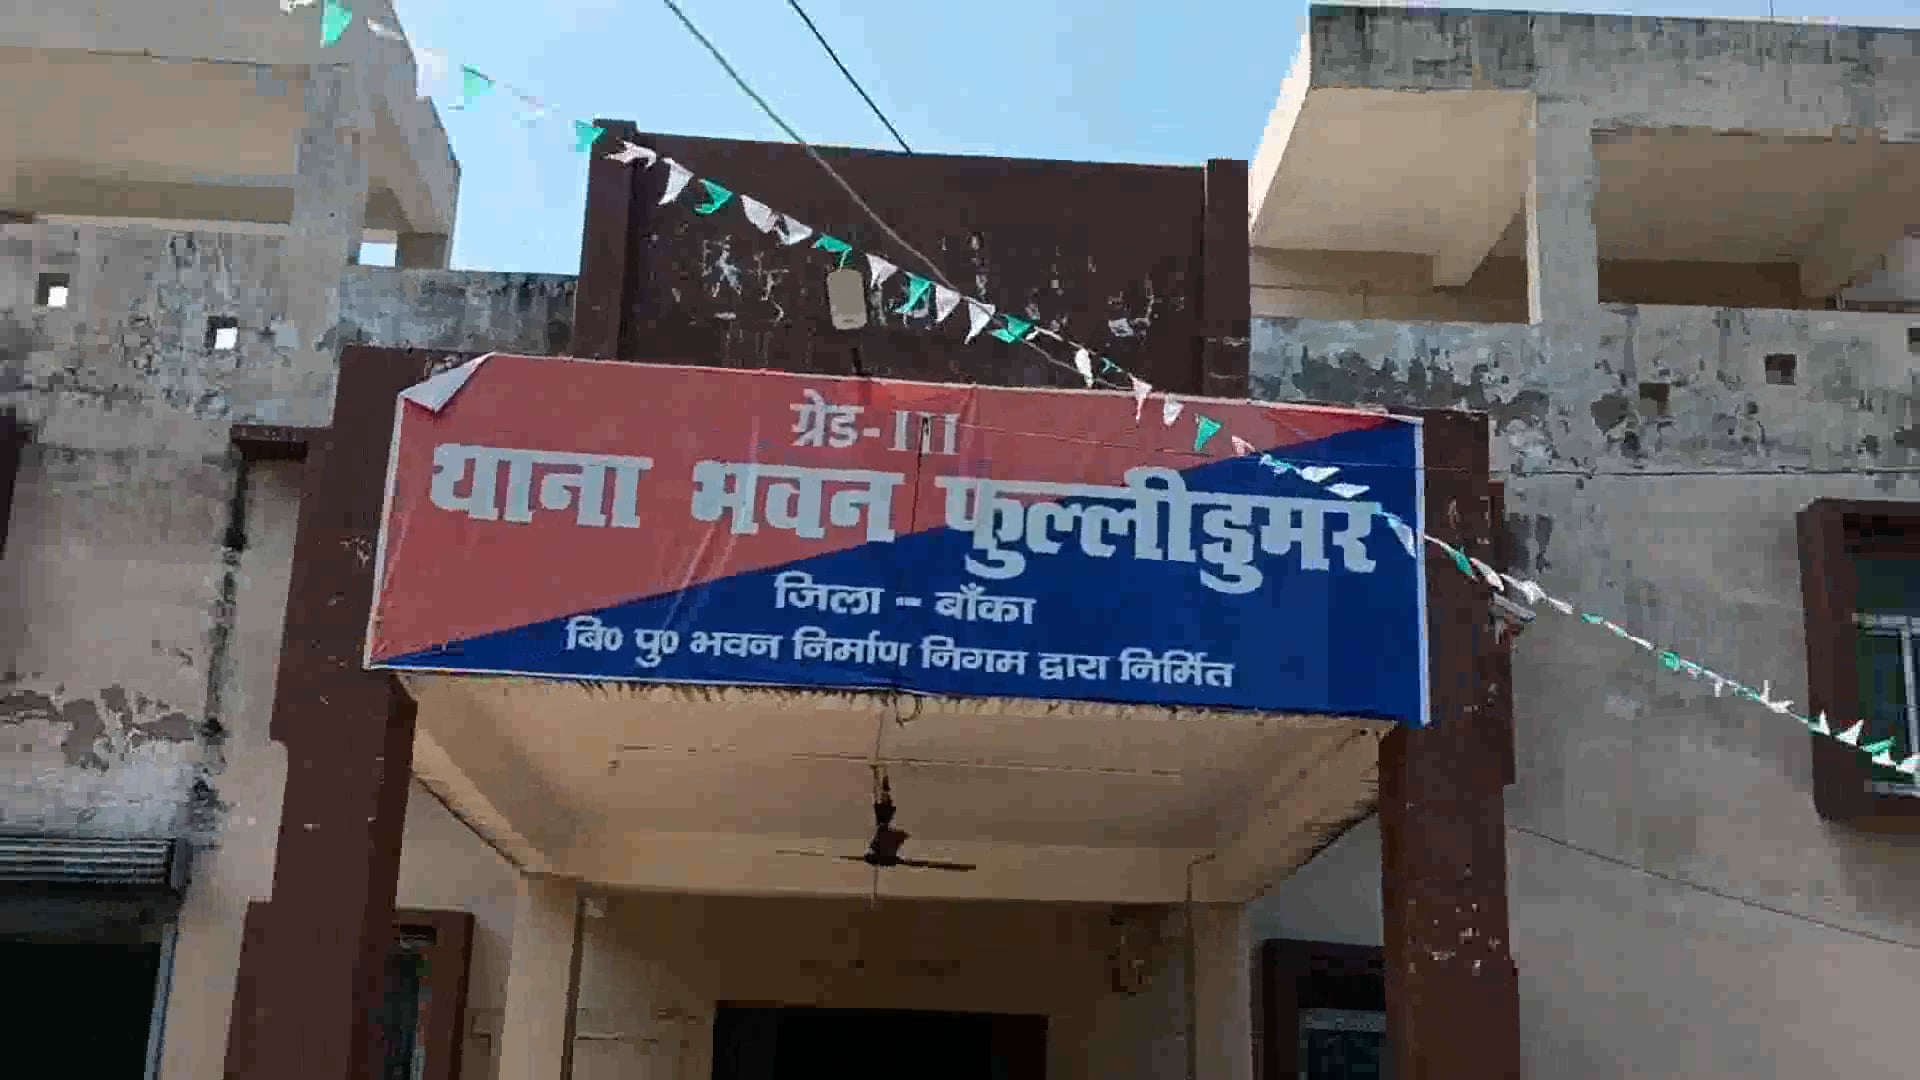 ग्रेड-III
थाना भवन फुल्लीडुमर
जिला - बाँका
बि० पु० भवन निर्माण निगम द्वारा निर्मित